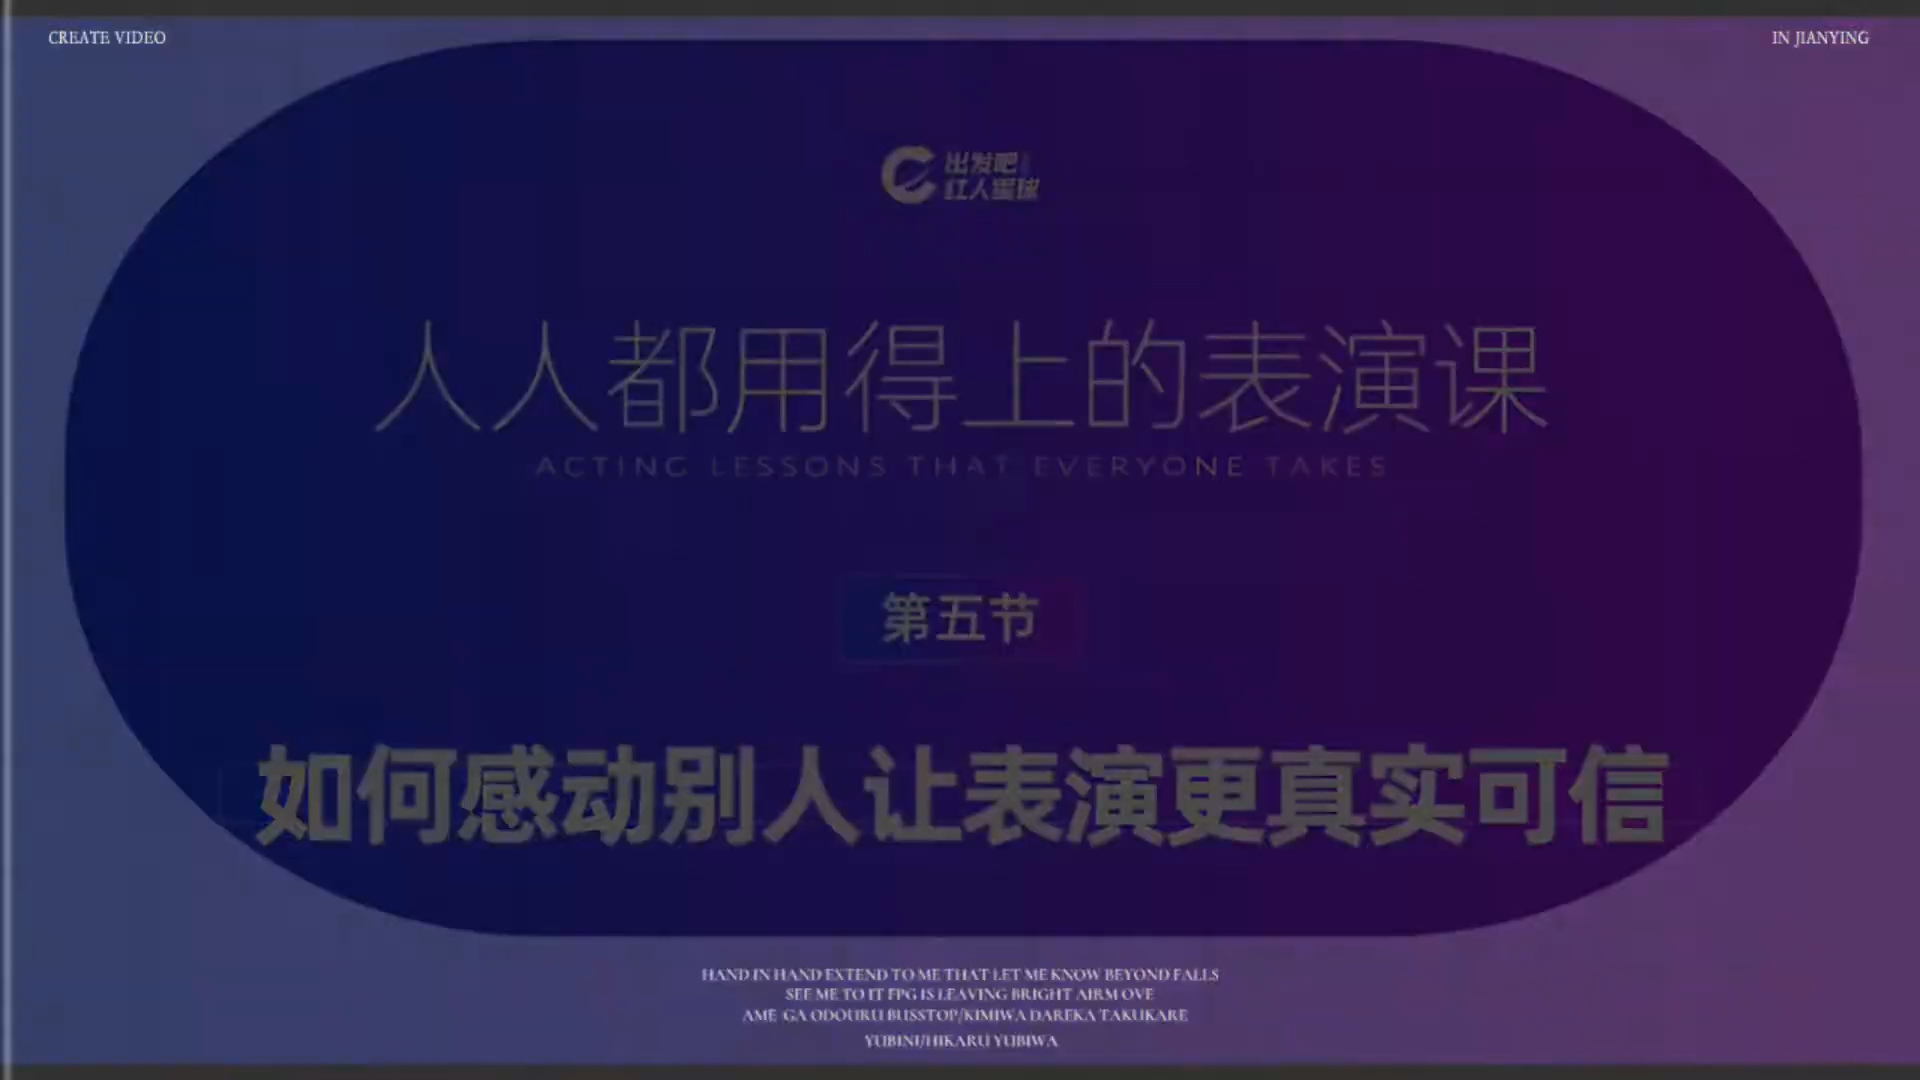 CREATE VIDEO
IN JIANYING
出发吧
红人星球
人人都用得上的表演课
ACTING LESSONS THAT EVERYONE TAKES
第五节
如何感动别人让表演更真实可信
HAND IN HAND EXTEND TO ME THAT LET ME KNOW BEYOND FALLS
SEE ME TO IT FPG IS LEAVING BRIGHT AIRM OVE
AME GA ODOURU BUSSTOP/KIMIWA DAREKA TAKUKARE
YUBINI/HIKARU YUBIWA